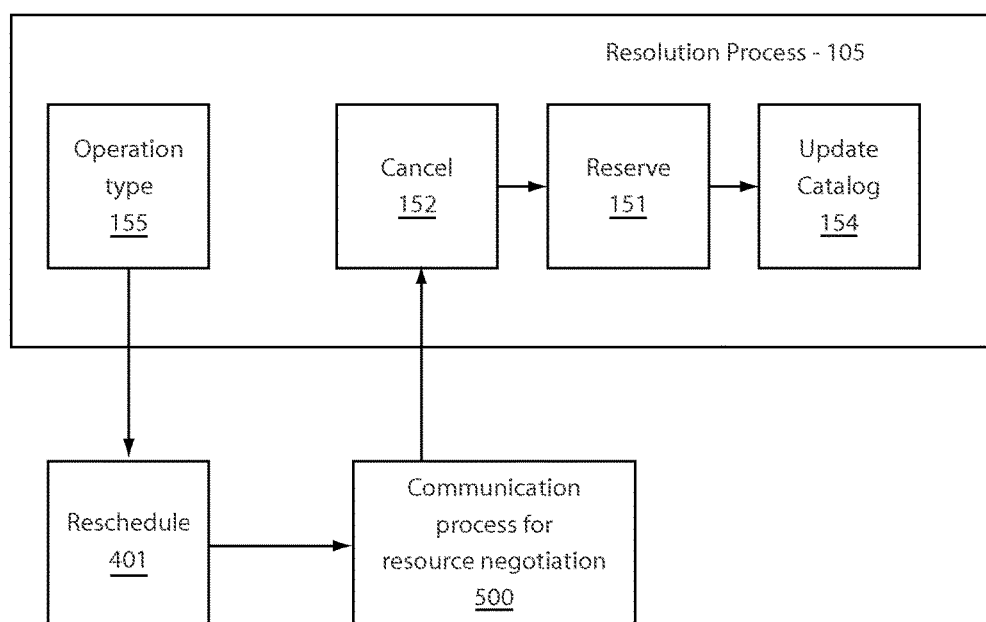 Resolution Process - 105
Operation
type
155
Cancel
152
Reserve
151
Update
Catalog
154
Reschedule
401
Communication
process for
resource negotiation
500